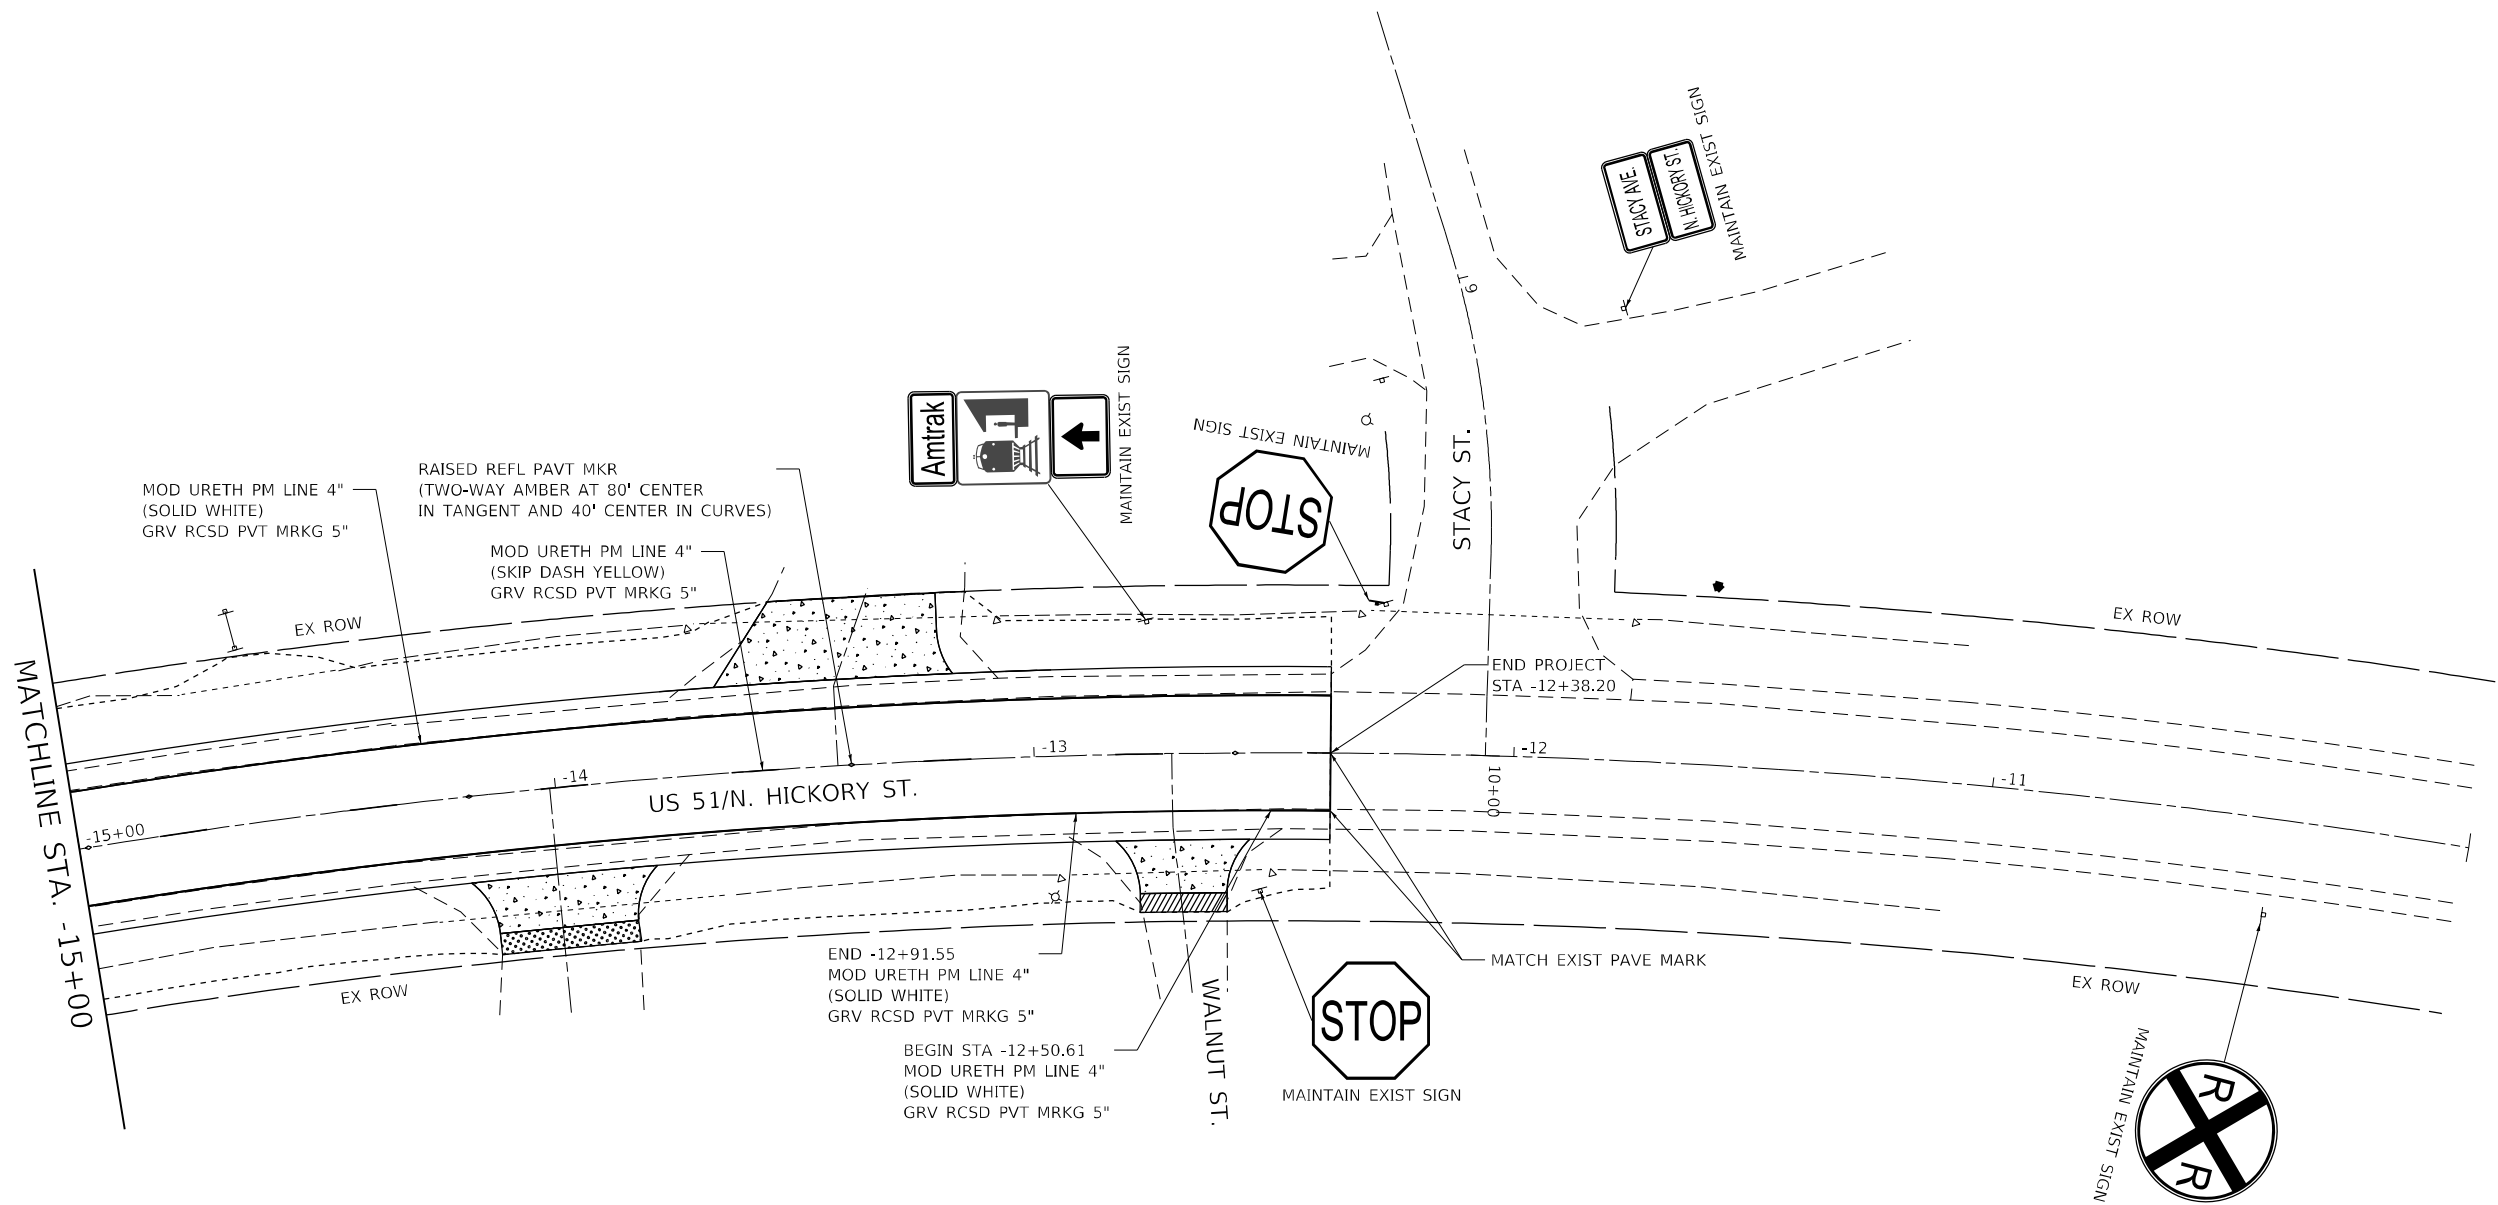 MAINTAIN EXIST SIGN
STACY AVE.
N. HICKORY ST.
9
Amtrak
MAINTAIN EXIST SIGN
MAINTAIN EXIST SIGN
STOP
STACY ST.
RAISED REFL PAVT MKR
(TWO-WAY AMBER AT 80' CENTER
IN TANGENT AND 40' CENTER IN CURVES)
MOD URETH PM LINE 4"
(SOLID WHITE)
GRV RCSD PVT MRKG 5"
MOD URETH PM LINE 4"
(SKIP DASH YELLOW)
GRV RCSD PVT MRKG 5"
EX ROW
EX ROW
MATCHLINE STA. -15+00
END PROJECT
STA -12+38.20
-15+00
-14
-13
-12
-11
10+00
US 51/N. HICKORY ST.
END -12+91.55
MOD URETH PM LINE 4"
(SOLID WHITE)
GRV RCSD PVT MRKG 5"
MATCH EXIST PAVE MARK
EX ROW
EX ROW
WALNUT ST.
STOP
MAINTAIN EXIST SIGN
BEGIN STA -12+50.61
MOD URETH PM LINE 4"
(SOLID WHITE)
GRV RCSD PVT MRKG 5"
MAINTAIN EXIST SIGN
R R